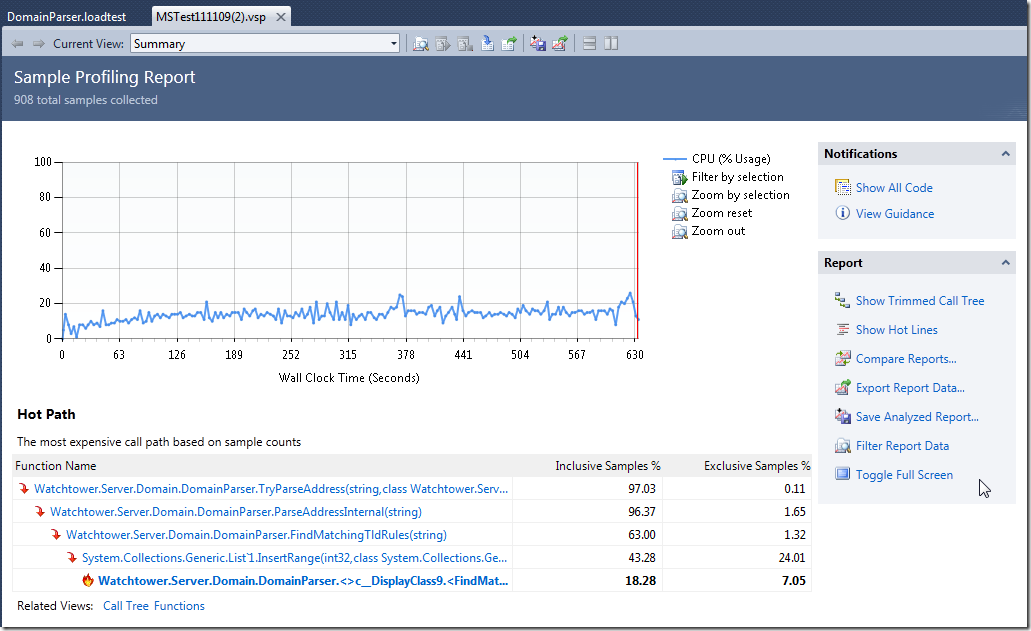 DomainParser.loadtest MSTest111109(2).vsp
Current View: Summary
Sample Profiling Report
908 total samples collected
100
80
60
40
20
0
0 63 126 189 252 315 378 441 504 567 630
Wall Clock Time (Seconds)
CPU (% Usage)
Filter by selection
Zoom by selection
Zoom reset
Zoom out
Notifications
Show All Code
View Guidance
Report
Show Trimmed Call Tree
Show Hot Lines
Compare Reports...
Export Report Data...
Save Analyzed Report...
Filter Report Data
Toggle Full Screen
Hot Path
The most expensive call path based on sample counts
Function Name Inclusive Samples % Exclusive Samples %
Watchtower.Server.Domain.DomainParser.TryParseAddress(string,class Watchtower.Serv... 97.03 0.11
Watchtower.Server.Domain.DomainParser.ParseAddressInternal(string) 96.37 1.65
Watchtower.Server.Domain.DomainParser.FindMatchingTldRules(string) 63.00 1.32
System.Collections.Generic.List`1.InsertRange(int32,class System.Collections.Ge... 43.28 24.01
Watchtower.Server.Domain.DomainParser.<>c__DisplayClass9.<FindMat... 18.28 7.05
Related Views: Call Tree Functions